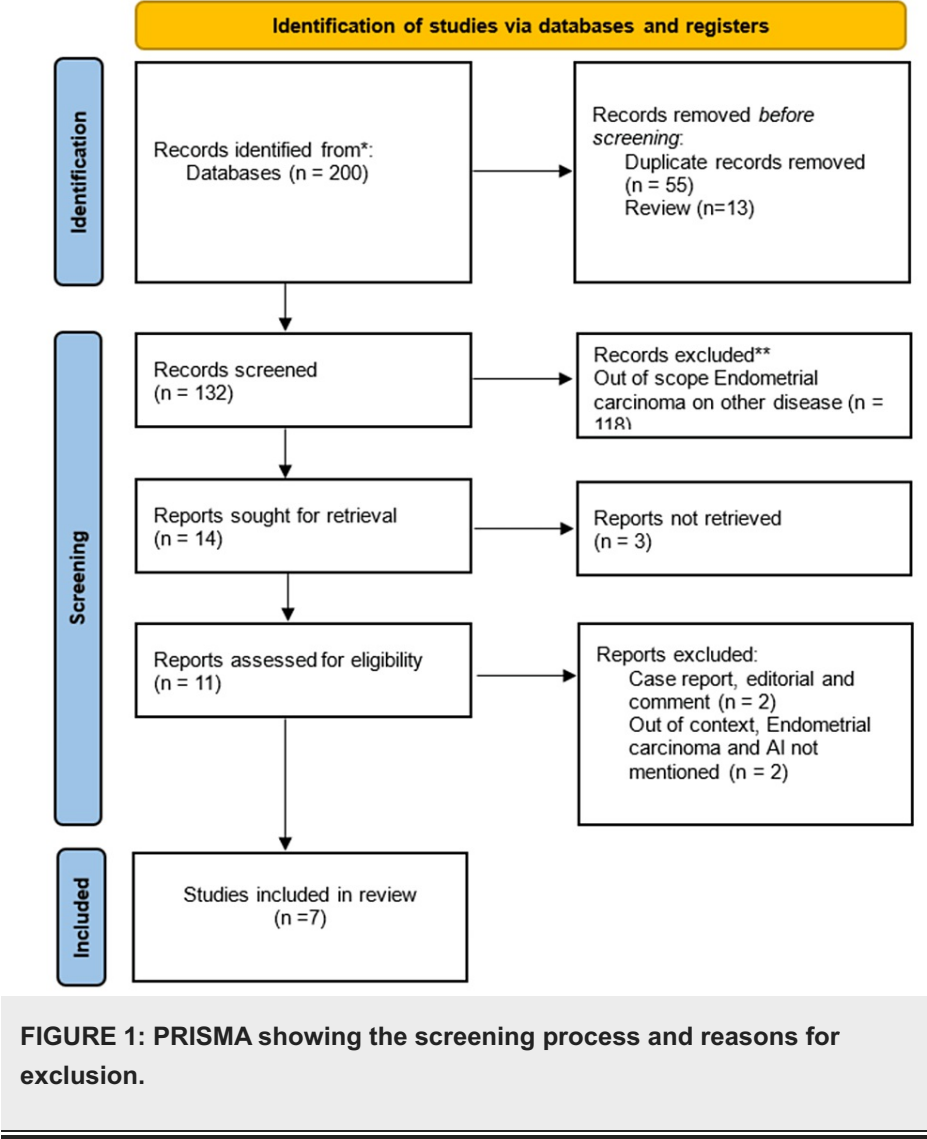 Identification of studies via databases and registers
Identification
Records identified from*:
Databases (n = 200)
Records removed before
screening:
Duplicate records removed
(n = 55)
Review (n=13)
Screening
Records screened
(n = 132)
Records excluded**
Out of scope Endometrial
carcinoma on other disease (n =
118)
Reports sought for retrieval
(n = 14)
Reports not retrieved
(n = 3)
Reports assessed for eligibility
(n = 11)
Reports excluded:
Case report, editorial and
comment (n = 2)
Out of context, Endometrial
carcinoma and AI not
mentioned (n = 2)
Included
Studies included in review
(n =7)
FIGURE 1: PRISMA showing the screening process and reasons for
exclusion.